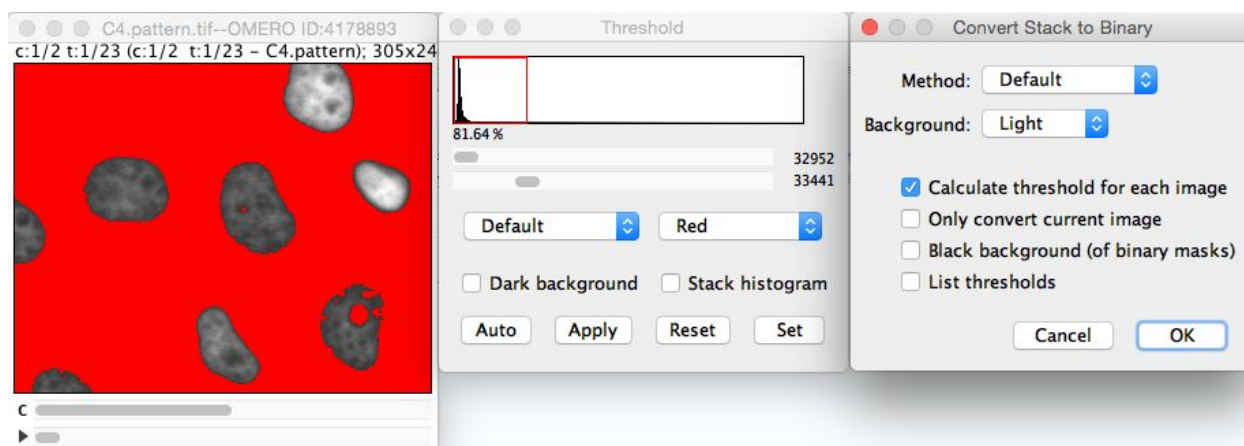 C4.pattern.tif--OMERO ID:4178893
c:1/2 t:1/23 (c:1/2 t:1/23 - C4.pattern); 305x24
C
Threshold
81.64 %
32952
33441
Default
Red
Dark background
Stack histogram
Auto
Apply
Reset
Set
Convert Stack to Binary
Method: Default
Background: Light
Calculate threshold for each image
Only convert current image
Black background (of binary masks)
List thresholds
Cancel
OK